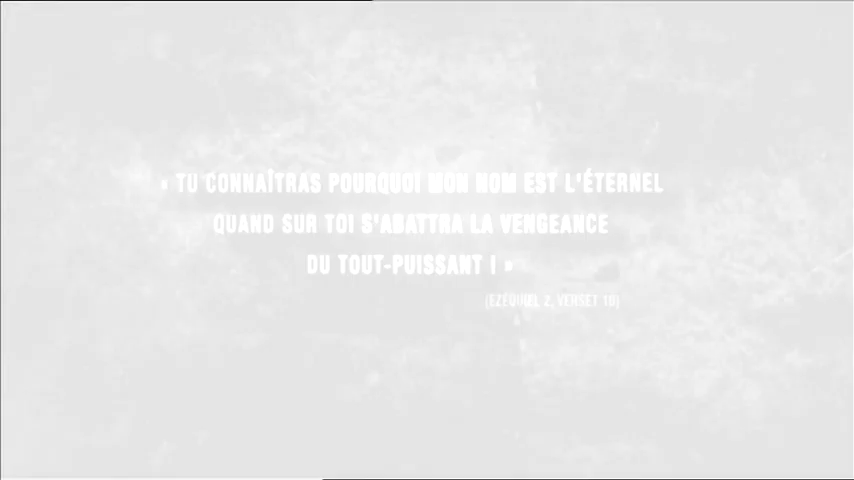 « TU CONNAÎTRAS POURQUOI MON NOM EST L'ÉTERNEL
QUAND SUR TOI S'ABATTRA LA VENGEANCE
DU TOUT-PUISSANT ! »
(EZEQUIEL 2, VERSET 10)